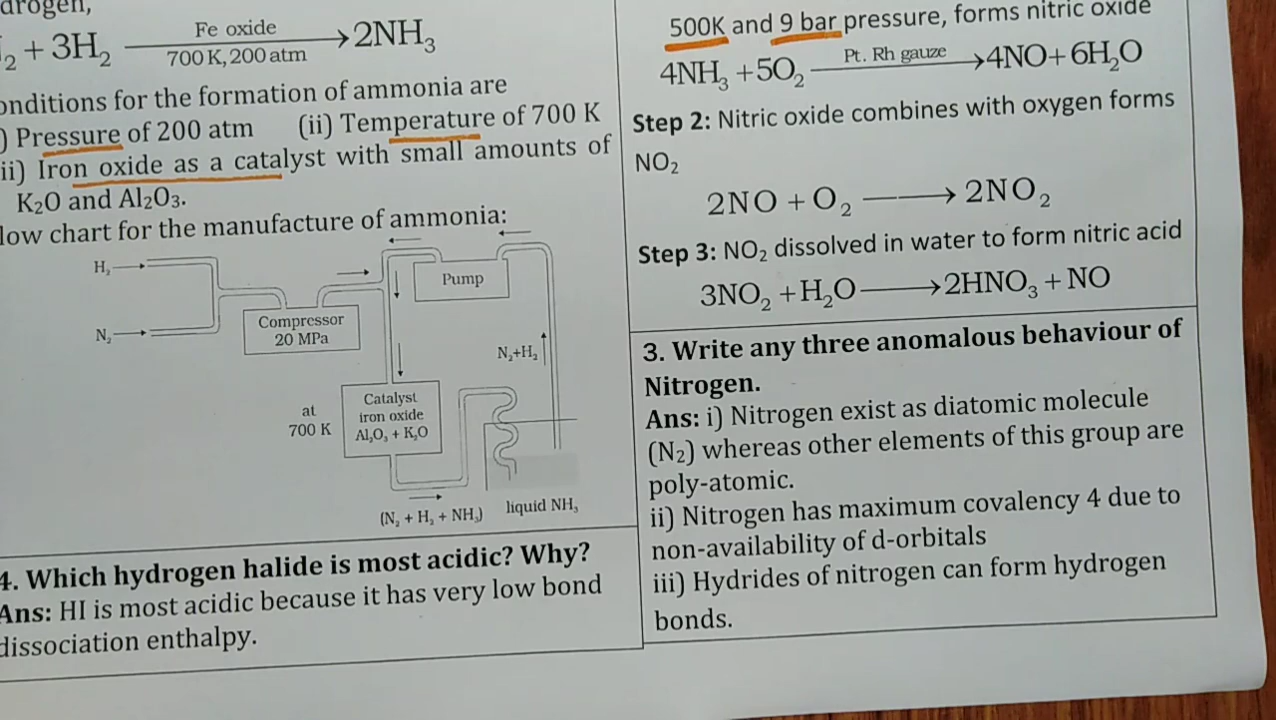 drogen,
₂ + 3H₂ —Fe oxide / 700 K, 200 atm→ 2NH₃
onditions for the formation of ammonia are
) Pressure of 200 atm (ii) Temperature of 700 K
ii) Iron oxide as a catalyst with small amounts of
K₂O and Al₂O₃.
low chart for the manufacture of ammonia:
H₂
N₂
Compressor
20 MPa
Pump
N₂+H₂
at
700 K
Catalyst
iron oxide
Al₂O₃ + K₂O
(N₂ + H₂ + NH₃)
liquid NH₃
4. Which hydrogen halide is most acidic? Why?
Ans: HI is most acidic because it has very low bond
dissociation enthalpy.
500K and 9 bar pressure, forms nitric oxide
4NH₃ +5O₂ —Pt. Rh gauze→ 4NO+ 6H₂O
Step 2: Nitric oxide combines with oxygen forms
NO₂
2NO + O₂ ⟶ 2NO₂
Step 3: NO₂ dissolved in water to form nitric acid
3NO₂ +H₂O ⟶ 2HNO₃ + NO
3. Write any three anomalous behaviour of
Nitrogen.
Ans: i) Nitrogen exist as diatomic molecule
(N₂) whereas other elements of this group are
poly-atomic.
ii) Nitrogen has maximum covalency 4 due to
non-availability of d-orbitals
iii) Hydrides of nitrogen can form hydrogen
bonds.